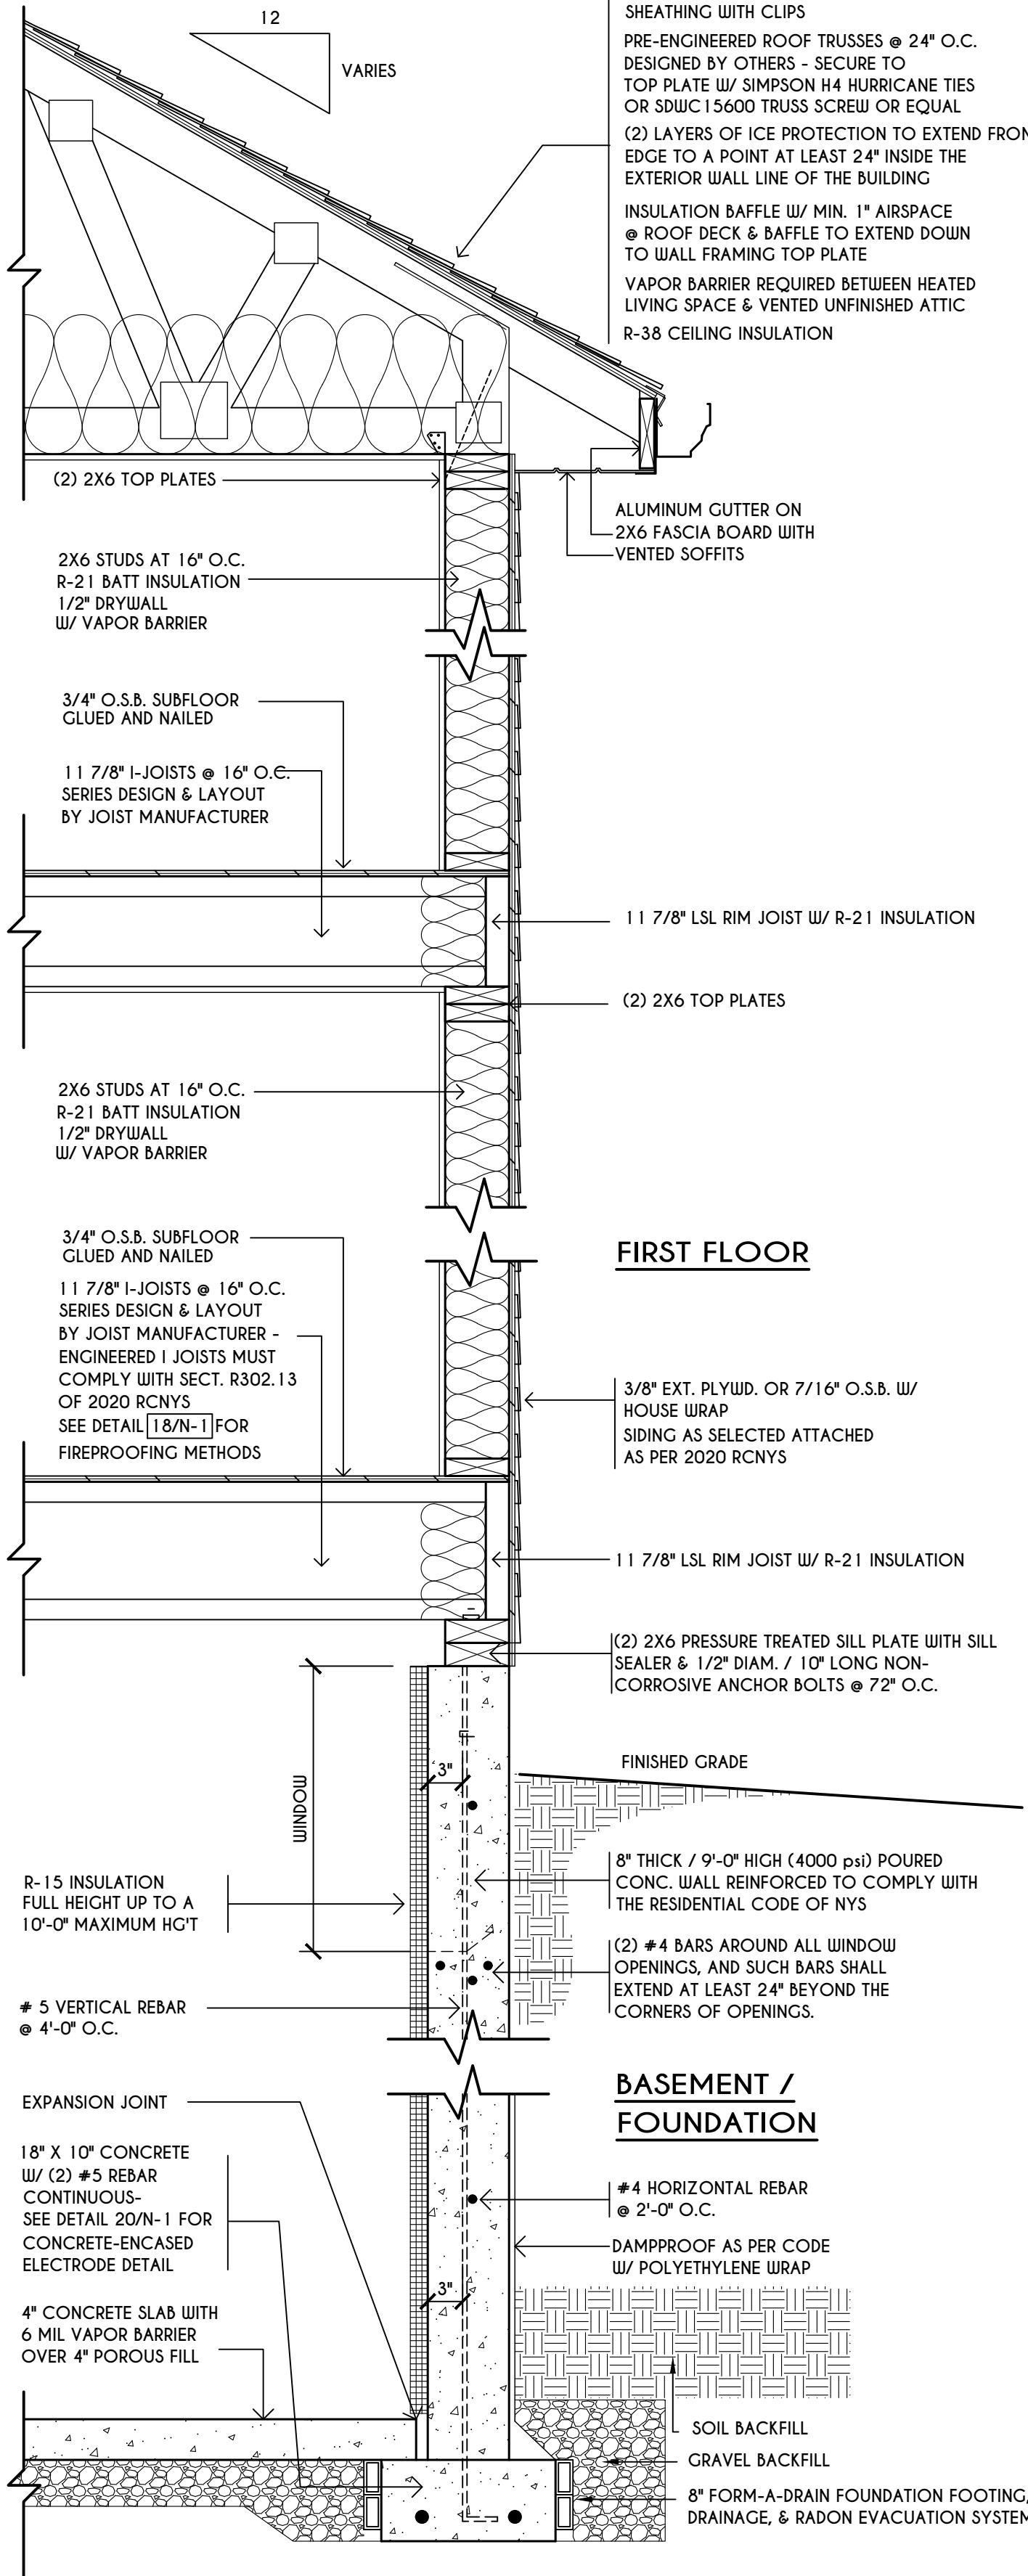 12
VARIES
SHEATHING WITH CLIPS
PRE-ENGINEERED ROOF TRUSSES @ 24" O.C.
DESIGNED BY OTHERS - SECURE TO
TOP PLATE W/ SIMPSON H4 HURRICANE TIES
OR SDWC15600 TRUSS SCREW OR EQUAL
(2) LAYERS OF ICE PROTECTION TO EXTEND FROM
EDGE TO A POINT AT LEAST 24" INSIDE THE
EXTERIOR WALL LINE OF THE BUILDING
INSULATION BAFFLE W/ MIN. 1" AIRSPACE
@ ROOF DECK & BAFFLE TO EXTEND DOWN
TO WALL FRAMING TOP PLATE
VAPOR BARRIER REQUIRED BETWEEN HEATED
LIVING SPACE & VENTED UNFINISHED ATTIC
R-38 CEILING INSULATION
(2) 2X6 TOP PLATES
ALUMINUM GUTTER ON
2X6 FASCIA BOARD WITH
VENTED SOFFITS
2X6 STUDS AT 16" O.C.
R-21 BATT INSULATION
1/2" DRYWALL
W/ VAPOR BARRIER
3/4" O.S.B. SUBFLOOR
GLUED AND NAILED
11 7/8" I-JOISTS @ 16" O.C.
SERIES DESIGN & LAYOUT
BY JOIST MANUFACTURER
11 7/8" LSL RIM JOIST W/ R-21 INSULATION
(2) 2X6 TOP PLATES
2X6 STUDS AT 16" O.C.
R-21 BATT INSULATION
1/2" DRYWALL
W/ VAPOR BARRIER
3/4" O.S.B. SUBFLOOR
GLUED AND NAILED
FIRST FLOOR
11 7/8" I-JOISTS @ 16" O.C.
SERIES DESIGN & LAYOUT
BY JOIST MANUFACTURER -
ENGINEERED I JOISTS MUST
COMPLY WITH SECT. R302.13
OF 2020 RCNYS
SEE DETAIL 18/N-1 FOR
FIREPROOFING METHODS
3/8" EXT. PLYWD. OR 7/16" O.S.B. W/
HOUSE WRAP
SIDING AS SELECTED ATTACHED
AS PER 2020 RCNYS
11 7/8" LSL RIM JOIST W/ R-21 INSULATION
(2) 2X6 PRESSURE TREATED SILL PLATE WITH SILL
SEALER & 1/2" DIAM. / 10" LONG NON-
CORROSIVE ANCHOR BOLTS @ 72" O.C.
FINISHED GRADE
3"
WINDOW
R-15 INSULATION
FULL HEIGHT UP TO A
10'-0" MAXIMUM HG'T
8" THICK / 9'-0" HIGH (4000 psi) POURED
CONC. WALL REINFORCED TO COMPLY WITH
THE RESIDENTIAL CODE OF NYS
(2) #4 BARS AROUND ALL WINDOW
OPENINGS, AND SUCH BARS SHALL
EXTEND AT LEAST 24" BEYOND THE
CORNERS OF OPENINGS.
# 5 VERTICAL REBAR
@ 4'-0" O.C.
BASEMENT /
FOUNDATION
EXPANSION JOINT
18" X 10" CONCRETE
W/ (2) #5 REBAR
CONTINUOUS-
SEE DETAIL 20/N-1 FOR
CONCRETE-ENCASED
ELECTRODE DETAIL
#4 HORIZONTAL REBAR
@ 2'-0" O.C.
DAMPPROOF AS PER CODE
W/ POLYETHYLENE WRAP
3"
4" CONCRETE SLAB WITH
6 MIL VAPOR BARRIER
OVER 4" POROUS FILL
SOIL BACKFILL
GRAVEL BACKFILL
8" FORM-A-DRAIN FOUNDATION FOOTING,
DRAINAGE, & RADON EVACUATION SYSTEM